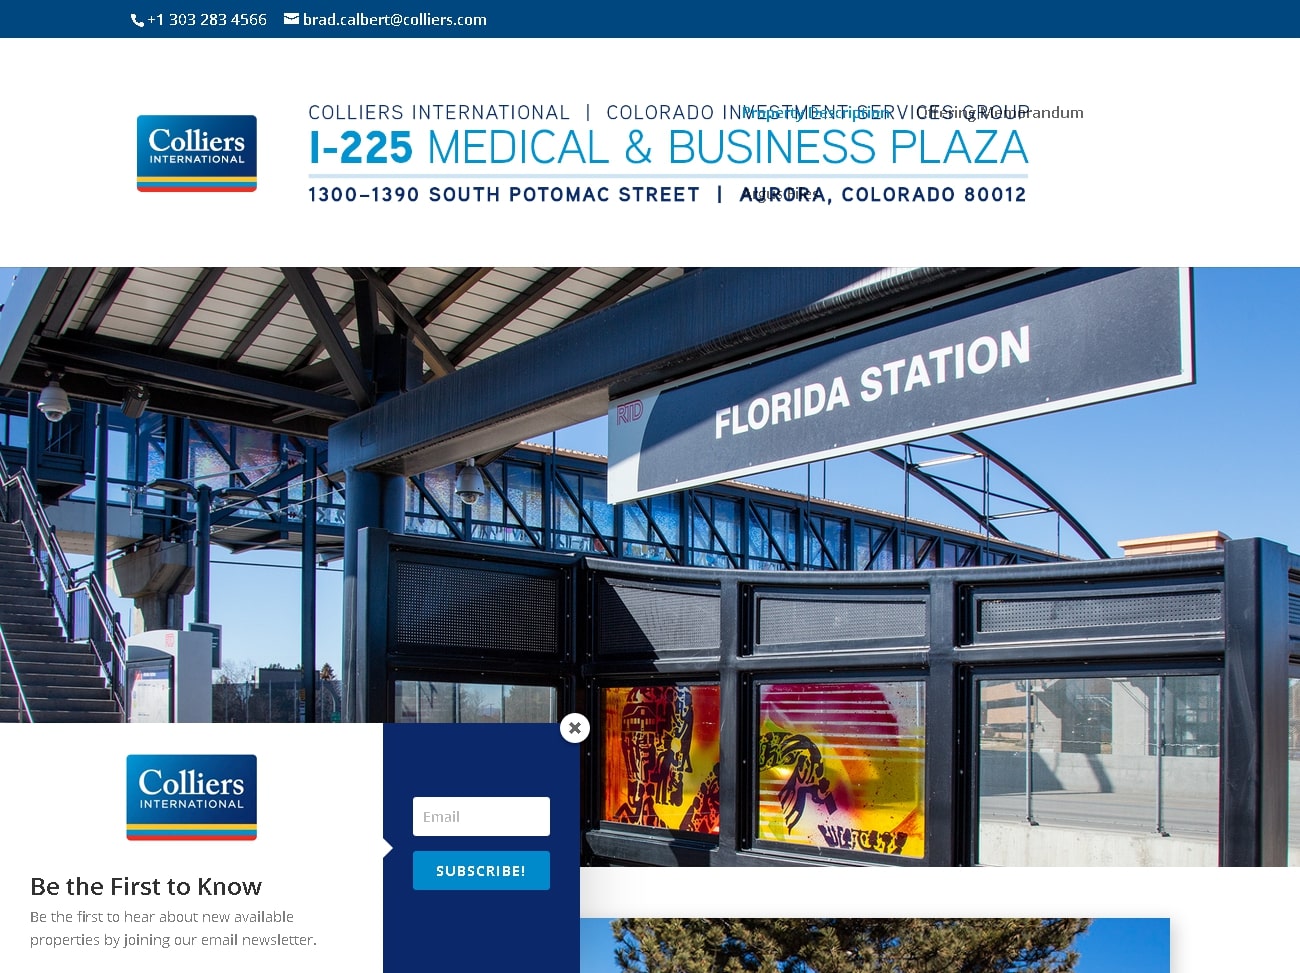 +1 303 283 4566 brad.calbert@colliers.com
COLLIERS INTERNATIONAL | COLORADO INVESTMENT SERVICES GROUP
Property Description Offering Memorandum
Colliers
INTERNATIONAL
I-225 MEDICAL & BUSINESS PLAZA
1300–1390 SOUTH POTOMAC STREET | AURORA, COLORADO 80012
Argus Files
RTD
FLORIDA STATION
Colliers
INTERNATIONAL
Be the First to Know
Be the first to hear about new available
properties by joining our email newsletter.
Email
SUBSCRIBE!